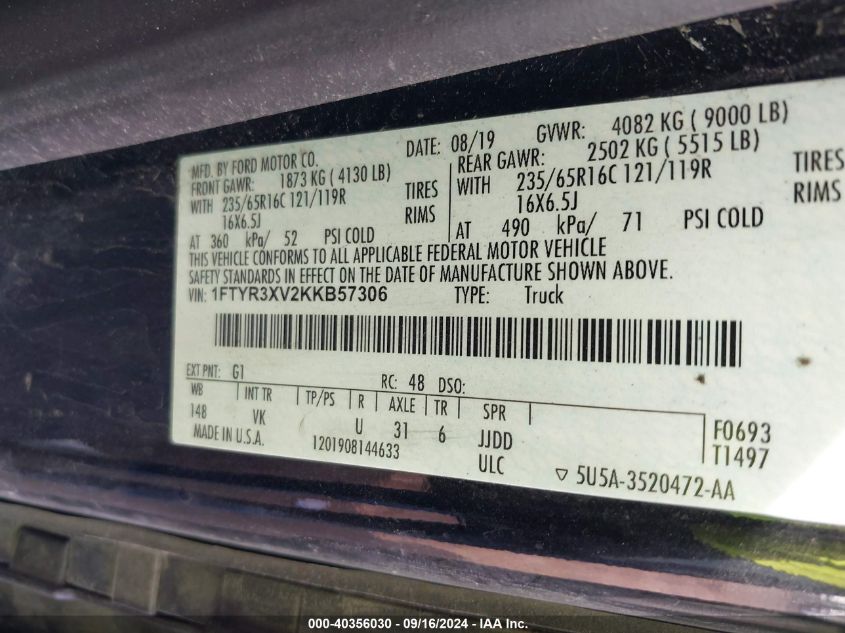 MFD. BY FORD MOTOR CO. DATE: 08/19 GVWR: 4082 KG ( 9000 LB)
FRONT GAWR: 1873 KG ( 4130 LB) REAR GAWR: 2502 KG ( 5515 LB)
WITH 235/65R16C 121/119R TIRES WITH 235/65R16C 121/119R TIRES
16X6.5J RIMS 16X6.5J RIMS
AT 360 kPa/ 52 PSI COLD AT 490 kPa/ 71 PSI COLD
THIS VEHICLE CONFORMS TO ALL APPLICABLE FEDERAL MOTOR VEHICLE
SAFETY STANDARDS IN EFFECT ON THE DATE OF MANUFACTURE SHOWN ABOVE.
VIN: 1FTYR3XV2KKB57306 TYPE: Truck
EXT PNT: G1 RC: 48 DSO:
WB INT TR TP/PS R AXLE TR SPR
148 VK U 31 6 JJDD F0693
MADE IN U.S.A. 1201908144633 ULC T1497
5U5A-3520472-AA
000-40356030 - 09/16/2024 - IAA Inc.